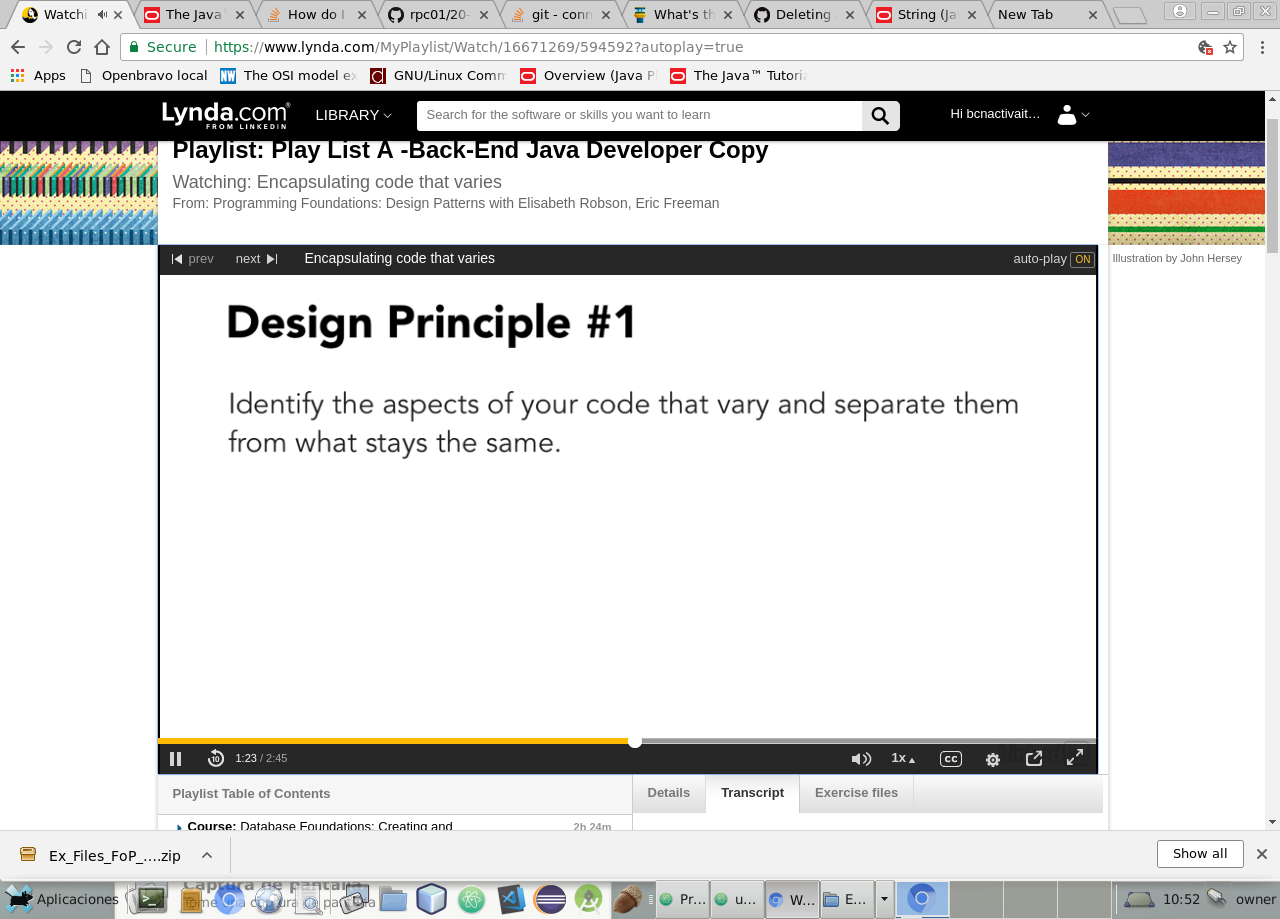 Watchi
The Java
How do I
rpc01/20-
git - conn
What's th
Deleting
String (Ja
New Tab
Secure
https://www.lynda.com/MyPlaylist/Watch/16671269/594592?autoplay=true
Apps
Openbravo local
The OSI model ex
GNU/Linux Comm
Overview (Java P
The Java™ Tutoria
Lynda.com
FROM LINKEDIN
LIBRARY
Search for the software or skills you want to learn
Hi bcnactivait...
Playlist: Play List A -Back-End Java Developer Copy
Watching: Encapsulating code that varies
From: Programming Foundations: Design Patterns with Elisabeth Robson, Eric Freeman
prev
next
Encapsulating code that varies
auto-play ON
Illustration by John Hersey
Design Principle #1
Identify the aspects of your code that vary and separate them
from what stays the same.
10
1:23 / 2:45
1x
cc
Playlist Table of Contents
Details
Transcript
Exercise files
Course: Database Foundations: Creating and
2h 24m
Ex_Files_FoP_....zip
Show all
Aplicaciones
Captura de pantalla
Tome una captura de pantalla
Pr...
u...
W...
E...
10:52
owner